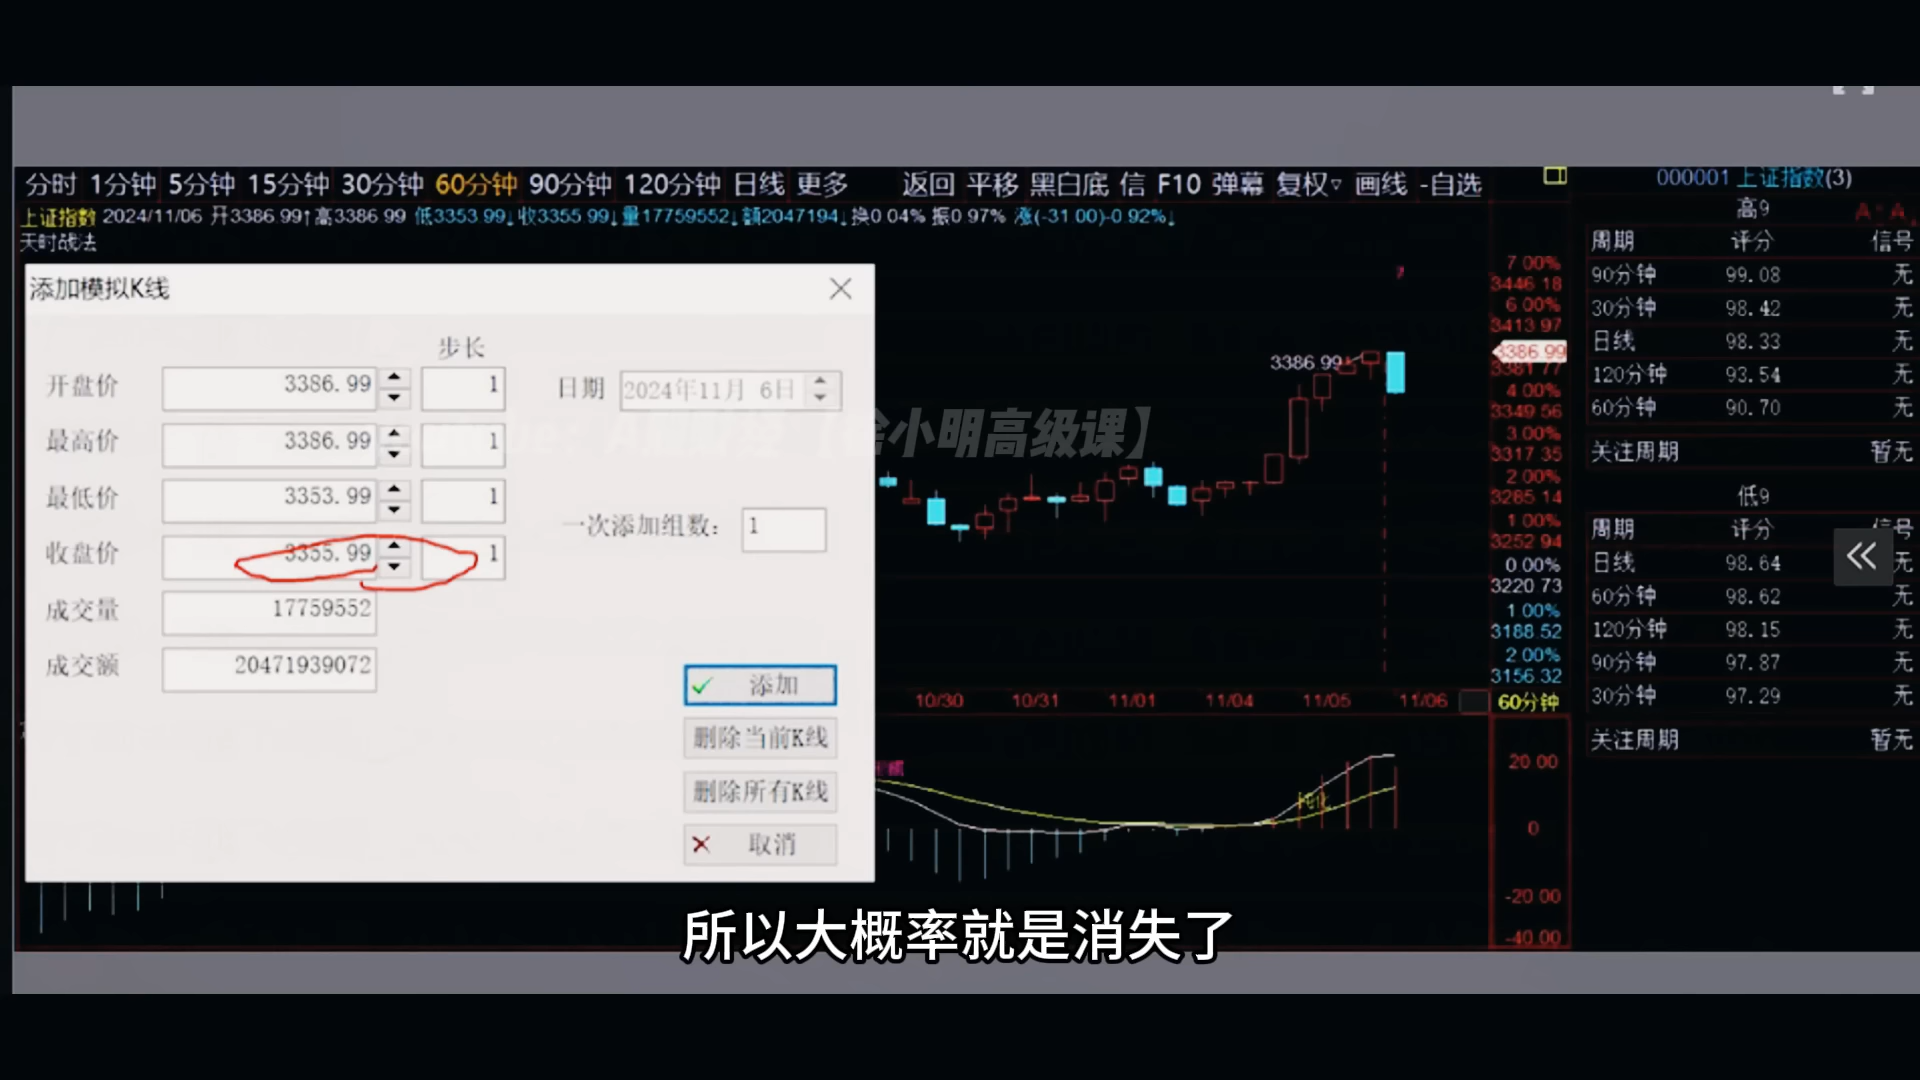 分时 1分钟 5分钟 15分钟 30分钟 60分钟 90分钟 120分钟 日线 更多 返回 平移 黑白底 信 F10 弹幕 复权▿ 画线 -自选
上证指数 2024/11/06 开3386.99↑高3386.99 低3353.99↓收3355.99↓量17759552↓额2047194↓换0.04% 振0.97% 涨(-31.00)-0.92%↓
天时战法
添加模拟K线
步长
开盘价 3386.99 1
日期 2024年11月 6日
最高价 3386.99 1
最低价 3353.99 1
一次添加组数： 1
收盘价 3355.99 1
成交量 17759552
成交额 20471939072
添加
删除当前K线
删除所有K线
取消
小明高级课】
3386.99
7.00%
3446.18
6.00%
3413.97
3386.99
3381.77
4.00%
3349.56
3.00%
3317.35
2.00%
3285.14
1.00%
3252.94
0.00%
3220.73
1.00%
3188.52
2.00%
3156.32
10/30 10/31 11/01 11/04 11/05 11/06 60分钟
钝化
20.00
0
-20.00
-40.00
000001 上证指数(3)
高9
周期 评分 信号
90分钟 99.08 无
30分钟 98.42 无
日线 98.33 无
120分钟 93.54 无
60分钟 90.70 无
关注周期 暂无
低9
周期 评分 信号
日线 98.64 无
60分钟 98.62 无
120分钟 98.15 无
90分钟 97.87 无
30分钟 97.29 无
关注周期 暂无
所以大概率就是消失了